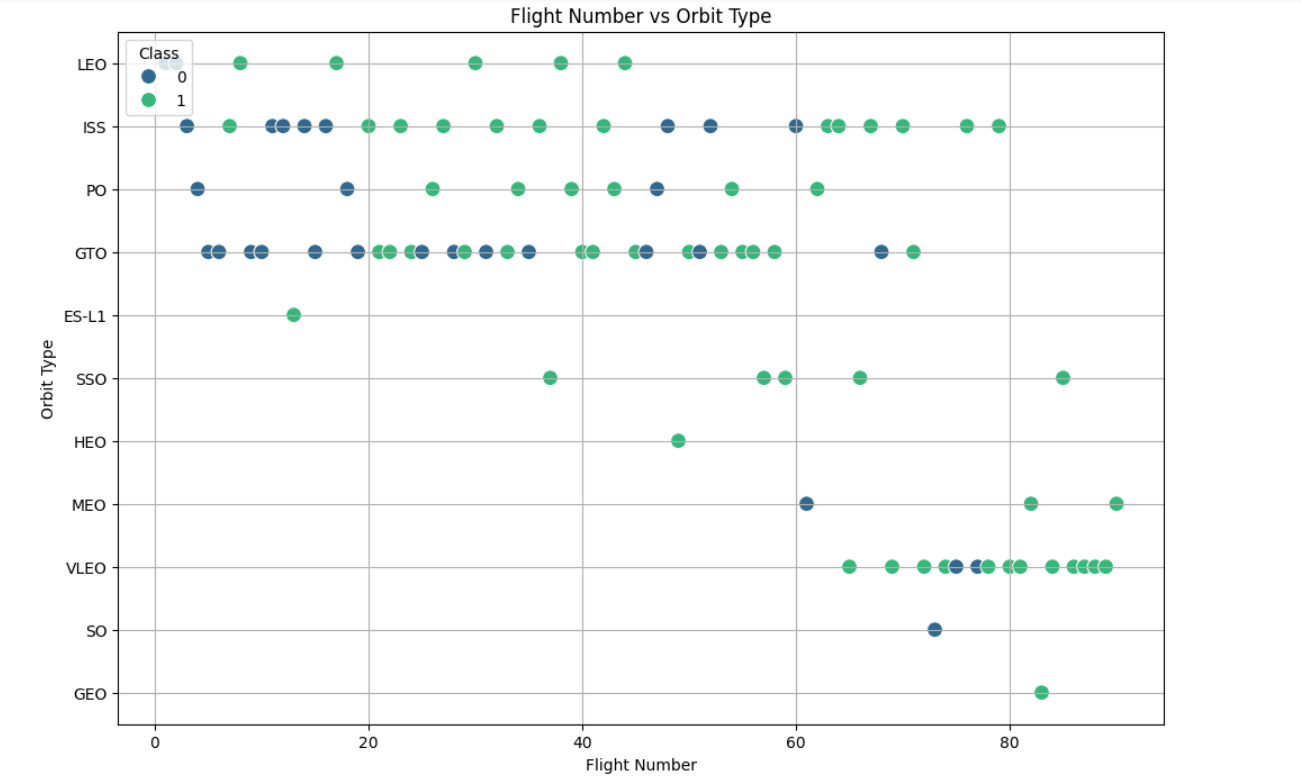 Flight Number vs Orbit Type
Class
0
1
LEO
ISS
PO
GTO
ES-L1
SSO
HEO
MEO
VLEO
SO
GEO
Orbit Type
0 20 40 60 80
Flight Number